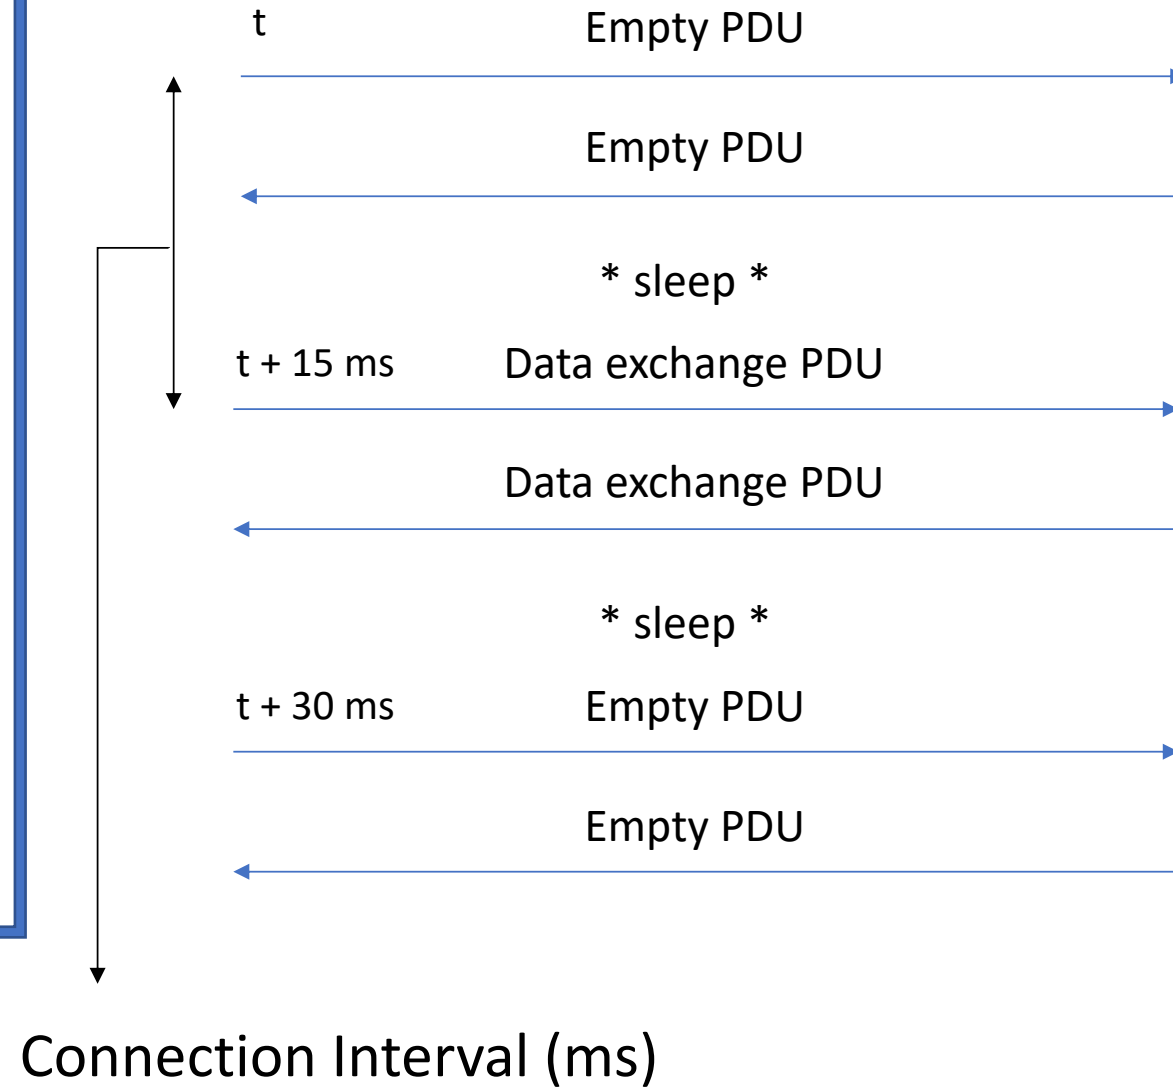 t Empty PDU
Empty PDU
* sleep *
t + 15 ms Data exchange PDU
Data exchange PDU
* sleep *
t + 30 ms Empty PDU
Empty PDU
Connection Interval (ms)